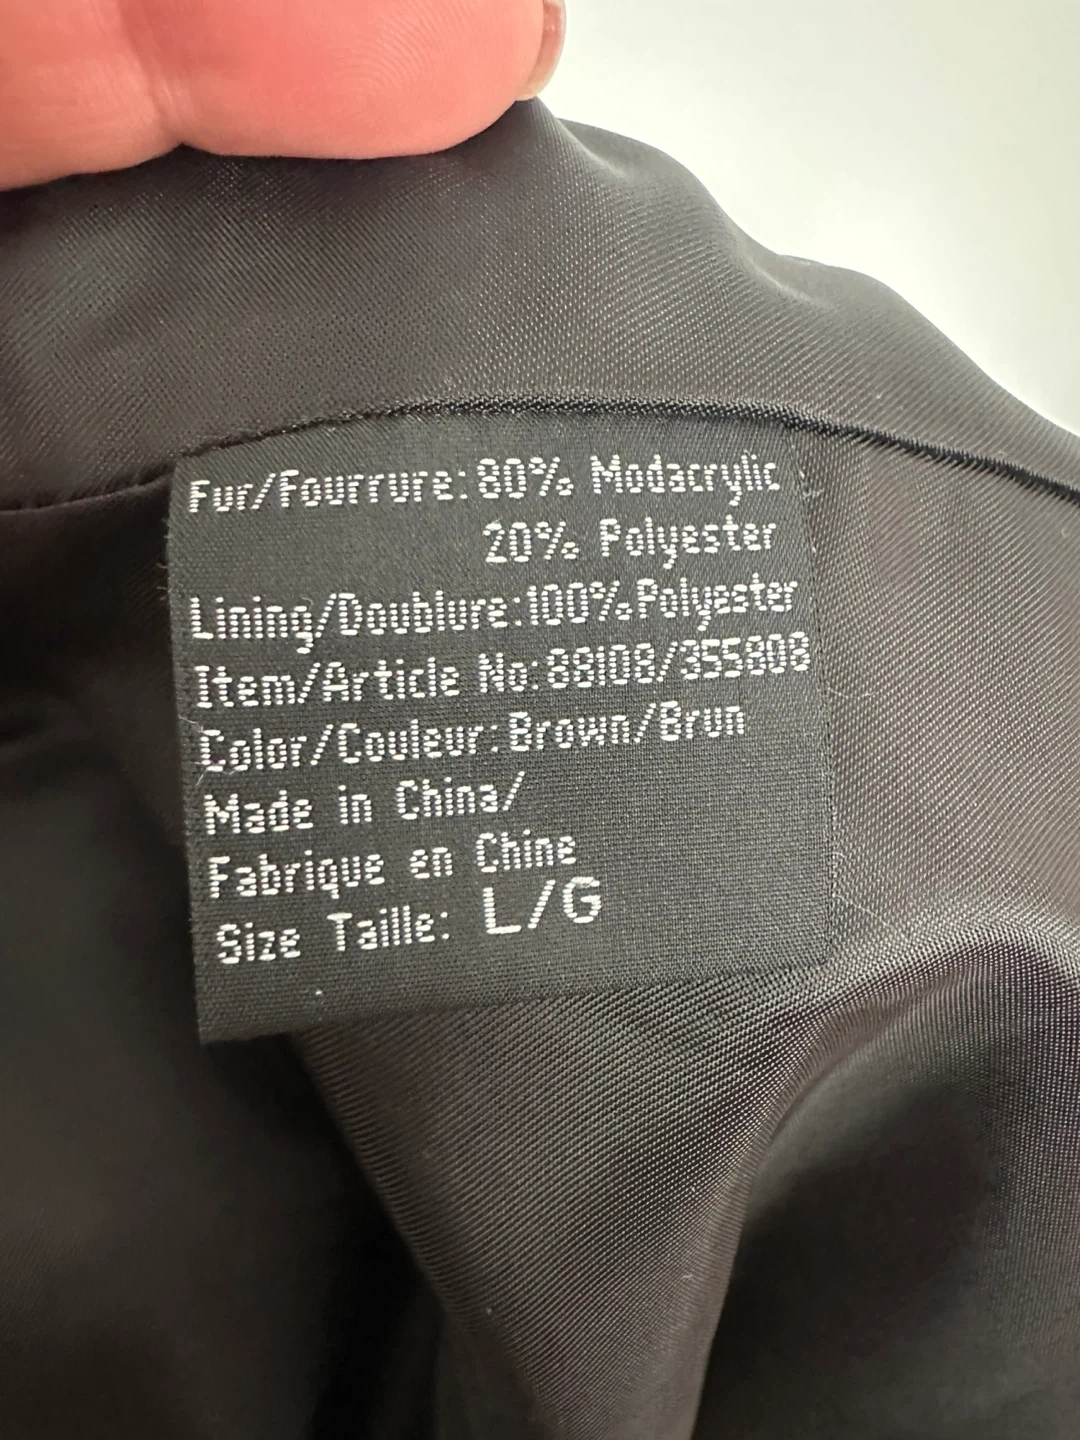 Fur/Fourrure: 80% Modacrylic
20% Polyester
Lining/Doublure:100%Polyester
Item/Article No:88108/355808
Color/Couleur:Brown/Brun
Made in China/
Fabrique en Chine
Size Taille: L/G